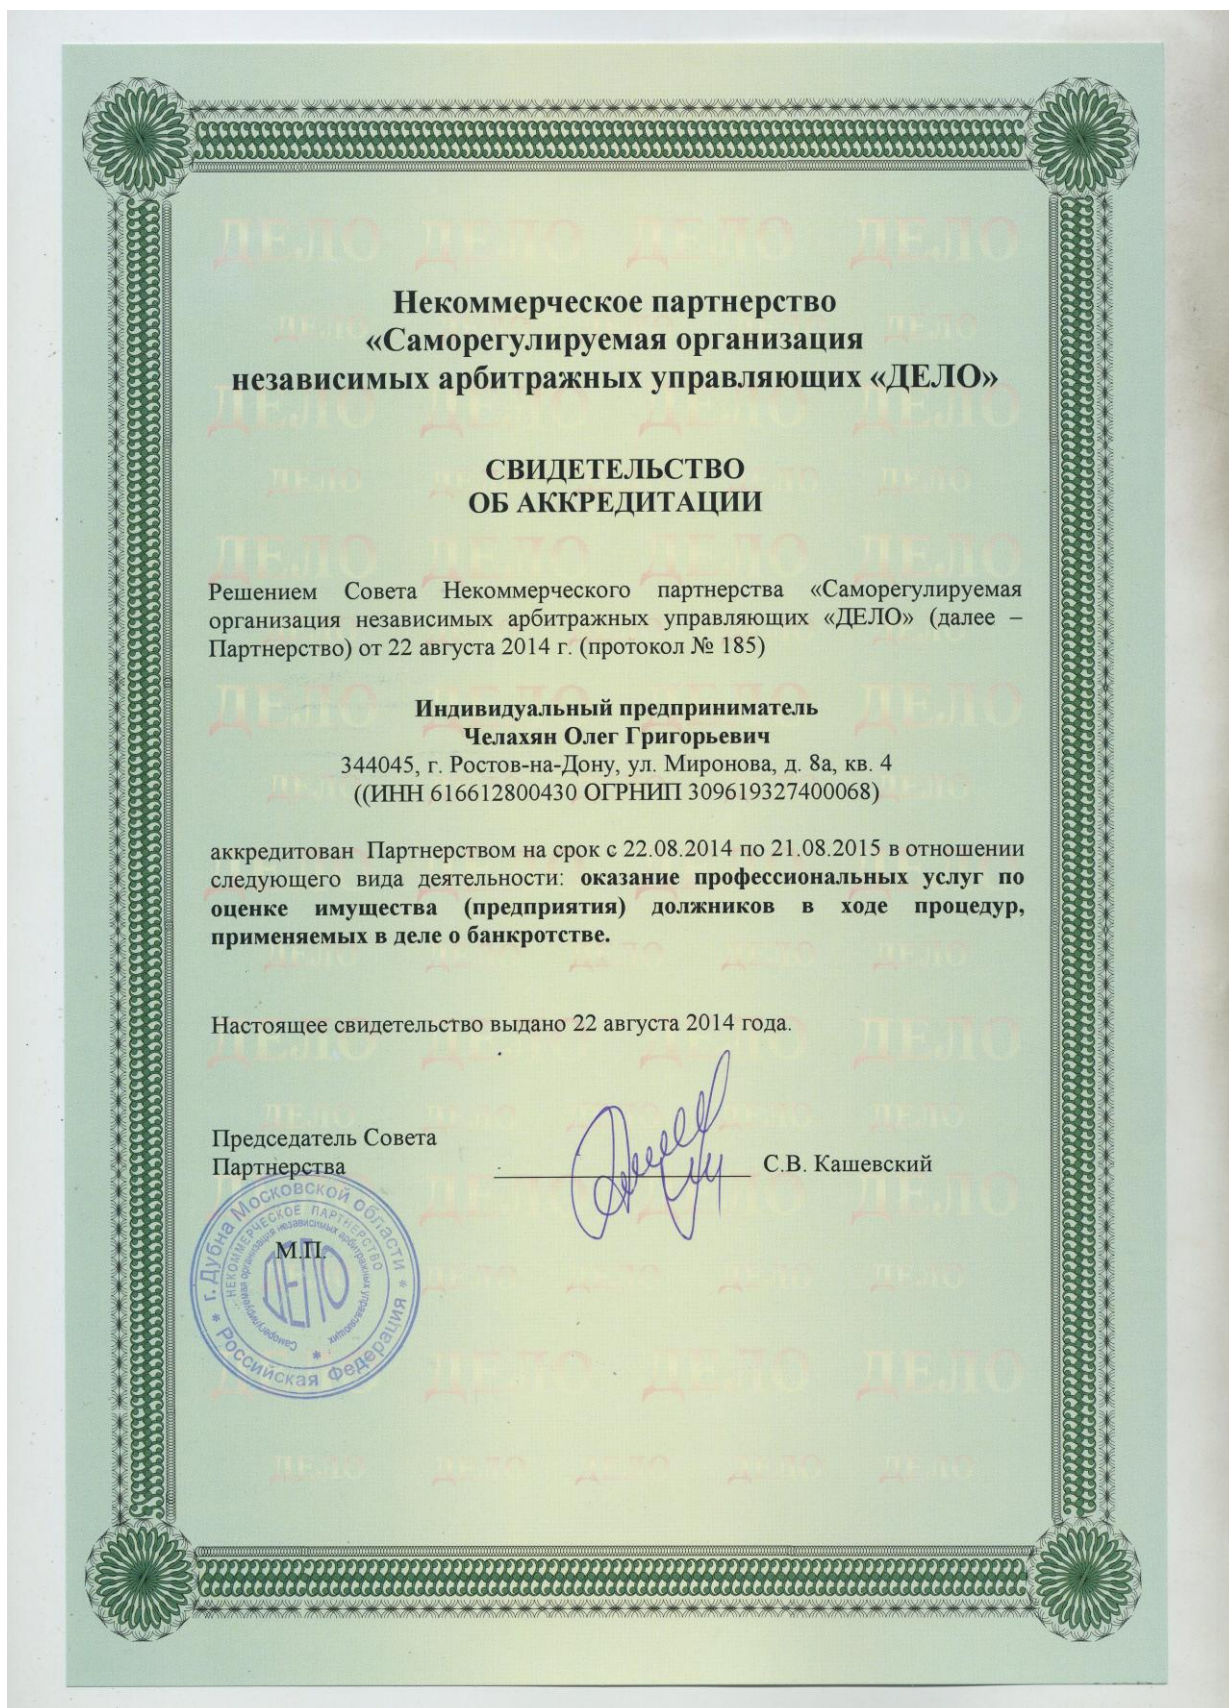 Некоммерческое партнерство
«Саморегулируемая организация
независимых арбитражных управляющих «ДЕЛО»
СВИДЕТЕЛЬСТВО
ОБ АККРЕДИТАЦИИ
Решением Совета Некоммерческого партнерства «Саморегулируемая
организация независимых арбитражных управляющих «ДЕЛО» (далее –
Партнерство) от 22 августа 2014 г. (протокол № 185)
Индивидуальный предприниматель
Челахян Олег Григорьевич
344045, г. Ростов-на-Дону, ул. Миронова, д. 8а, кв. 4
((ИНН 616612800430 ОГРНИП 309619327400068)
аккредитован Партнерством на срок с 22.08.2014 по 21.08.2015 в отношении
следующего вида деятельности: оказание профессиональных услуг по
оценке имущества (предприятия) должников в ходе процедур,
применяемых в деле о банкротстве.
Настоящее свидетельство выдано 22 августа 2014 года.
Председатель Совета
Партнерства С.В. Кашевский
М.П.
* г. Дубна Московской области * Российская Федерация
НЕКОММЕРЧЕСКОЕ ПАРТНЕРСТВО
Саморегулируемая организация независимых арбитражных управляющих
ДЕЛО